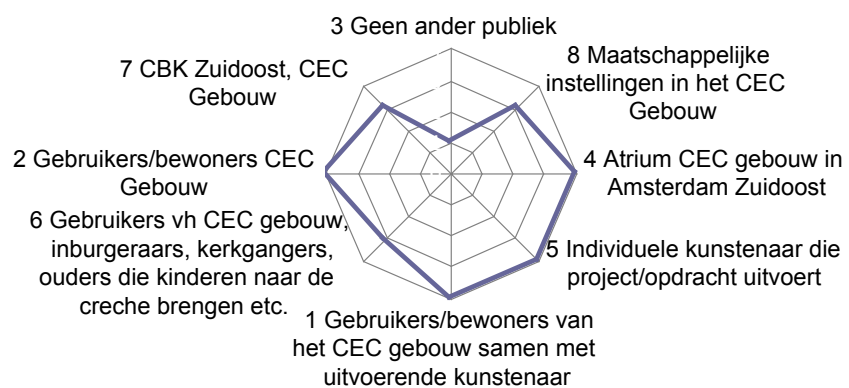 3 Geen ander publiek
8 Maatschappelijke
instellingen in het CEC
Gebouw
4 Atrium CEC gebouw in
Amsterdam Zuidoost
5 Individuele kunstenaar die
project/opdracht uitvoert
1 Gebruikers/bewoners van
het CEC gebouw samen met
uitvoerende kunstenaar
6 Gebruikers vh CEC gebouw,
inburgeraars, kerkgangers,
ouders die kinderen naar de
creche brengen etc.
2 Gebruikers/bewoners CEC
Gebouw
7 CBK Zuidoost, CEC
Gebouw